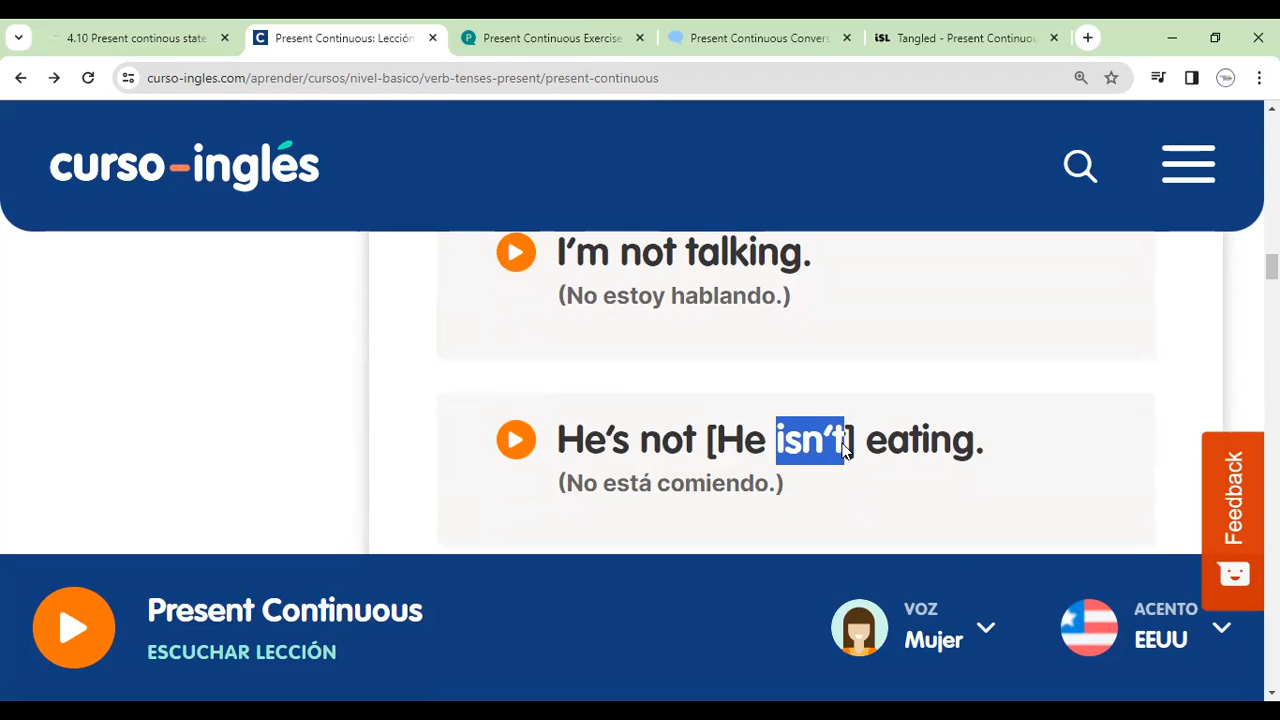 4.10 Present continous state
Present Continuous: Lección
Present Continuous Exercise
Present Continuous Convers
iSL Tangled - Present Continuou
curso-ingles.com/aprender/cursos/nivel-basico/verb-tenses-present/present-continuous
curso-inglés
I'm not talking.
(No estoy hablando.)
He's not [He isn't] eating.
(No está comiendo.)
Feedback
Present Continuous
ESCUCHAR LECCIÓN
VOZ
Mujer
ACENTO
EEUU